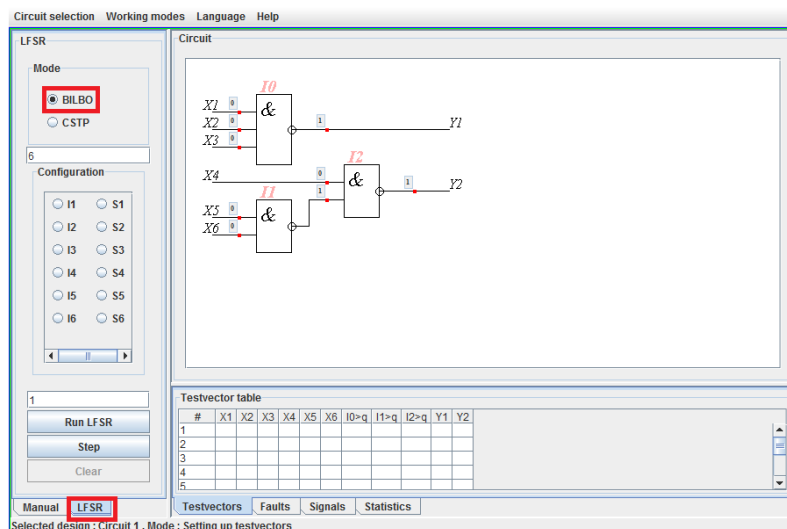 Circuit selection Working modes Language Help
LFSR
Mode
BILBO
CSTP
6
Configuration
I1 S1
I2 S2
I3 S3
I4 S4
I5 S5
I6 S6
1
Run LFSR
Step
Clear
Manual LFSR
Circuit
I0
X1 0
&
X2 0 1 Y1
X3 0
I2
X4 0
& 1 Y2
I1 1
X5 0
&
X6 0
Testvector table
# X1 X2 X3 X4 X5 X6 I0>q I1>q I2>q Y1 Y2
1
2
3
4
5
Testvectors Faults Signals Statistics
Selected design : Circuit 1 , Mode : Setting up testvectors